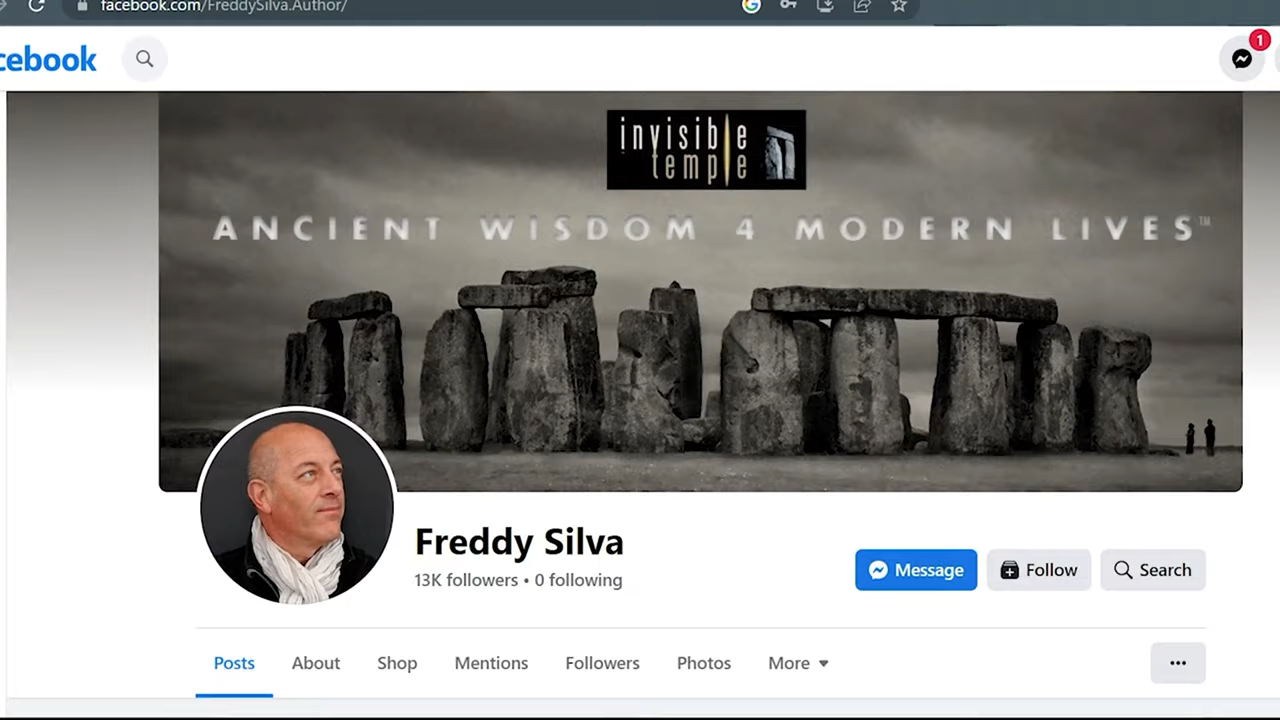 facebook.com/FreddySilva.Author/
cebook
1
invisible
temple
ANCIENT WISDOM 4 MODERN LIVES™
Freddy Silva
13K followers • 0 following
Message
Follow
Search
Posts
About
Shop
Mentions
Followers
Photos
More